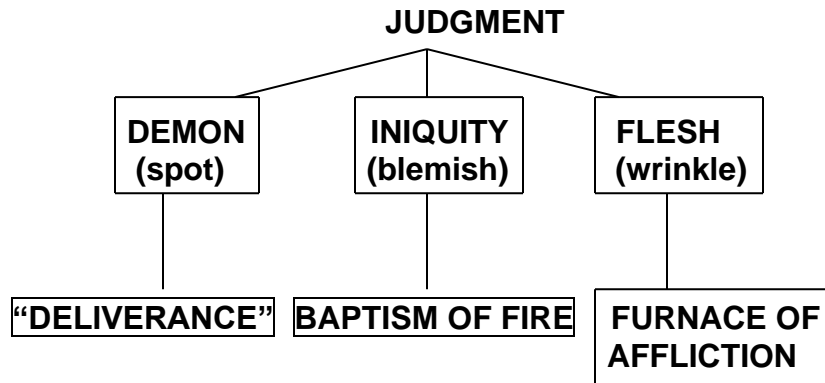 JUDGMENT
DEMON
(spot)
INIQUITY
(blemish)
FLESH
(wrinkle)
“DELIVERANCE”
BAPTISM OF FIRE
FURNACE OF
AFFLICTION